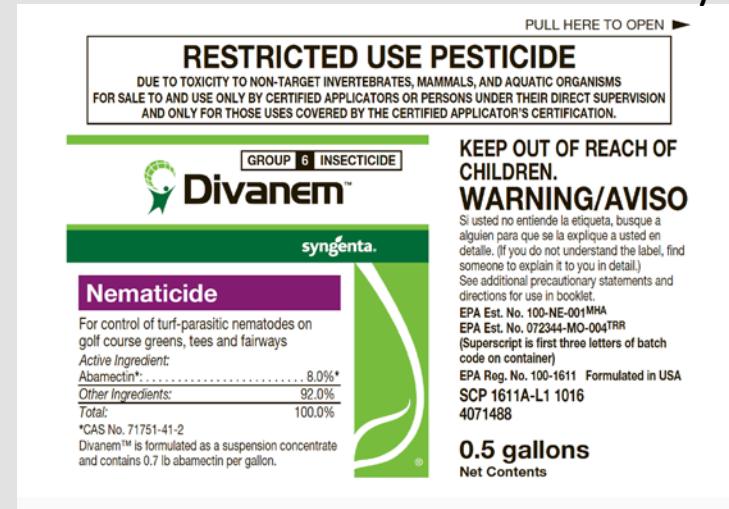 PULL HERE TO OPEN
RESTRICTED USE PESTICIDE
DUE TO TOXICITY TO NON-TARGET INVERTEBRATES, MAMMALS, AND AQUATIC ORGANISMS
FOR SALE TO AND USE ONLY BY CERTIFIED APPLICATORS OR PERSONS UNDER THEIR DIRECT SUPERVISION
AND ONLY FOR THOSE USES COVERED BY THE CERTIFIED APPLICATOR'S CERTIFICATION.
GROUP 6 INSECTICIDE
Divanem™
syngenta.
Nematicide
For control of turf-parasitic nematodes on
golf course greens, tees and fairways
Active Ingredient:
Abamectin*: . . . . . . . . . . . . . . . . . . . . . . . . . 8.0%*
Other Ingredients: 92.0%
Total: 100.0%
*CAS No. 71751-41-2
Divanem™ is formulated as a suspension concentrate
and contains 0.7 lb abamectin per gallon.
®
KEEP OUT OF REACH OF
CHILDREN.
WARNING/AVISO
Si usted no entiende la etiqueta, busque a
alguien para que se la explique a usted en
detalle. (If you do not understand the label, find
someone to explain it to you in detail.)
See additional precautionary statements and
directions for use in booklet.
EPA Est. No. 100-NE-001MHA
EPA Est. No. 072344-MO-004TRR
(Superscript is first three letters of batch
code on container)
EPA Reg. No. 100-1611 Formulated in USA
SCP 1611A-L1 1016
4071488
0.5 gallons
Net Contents